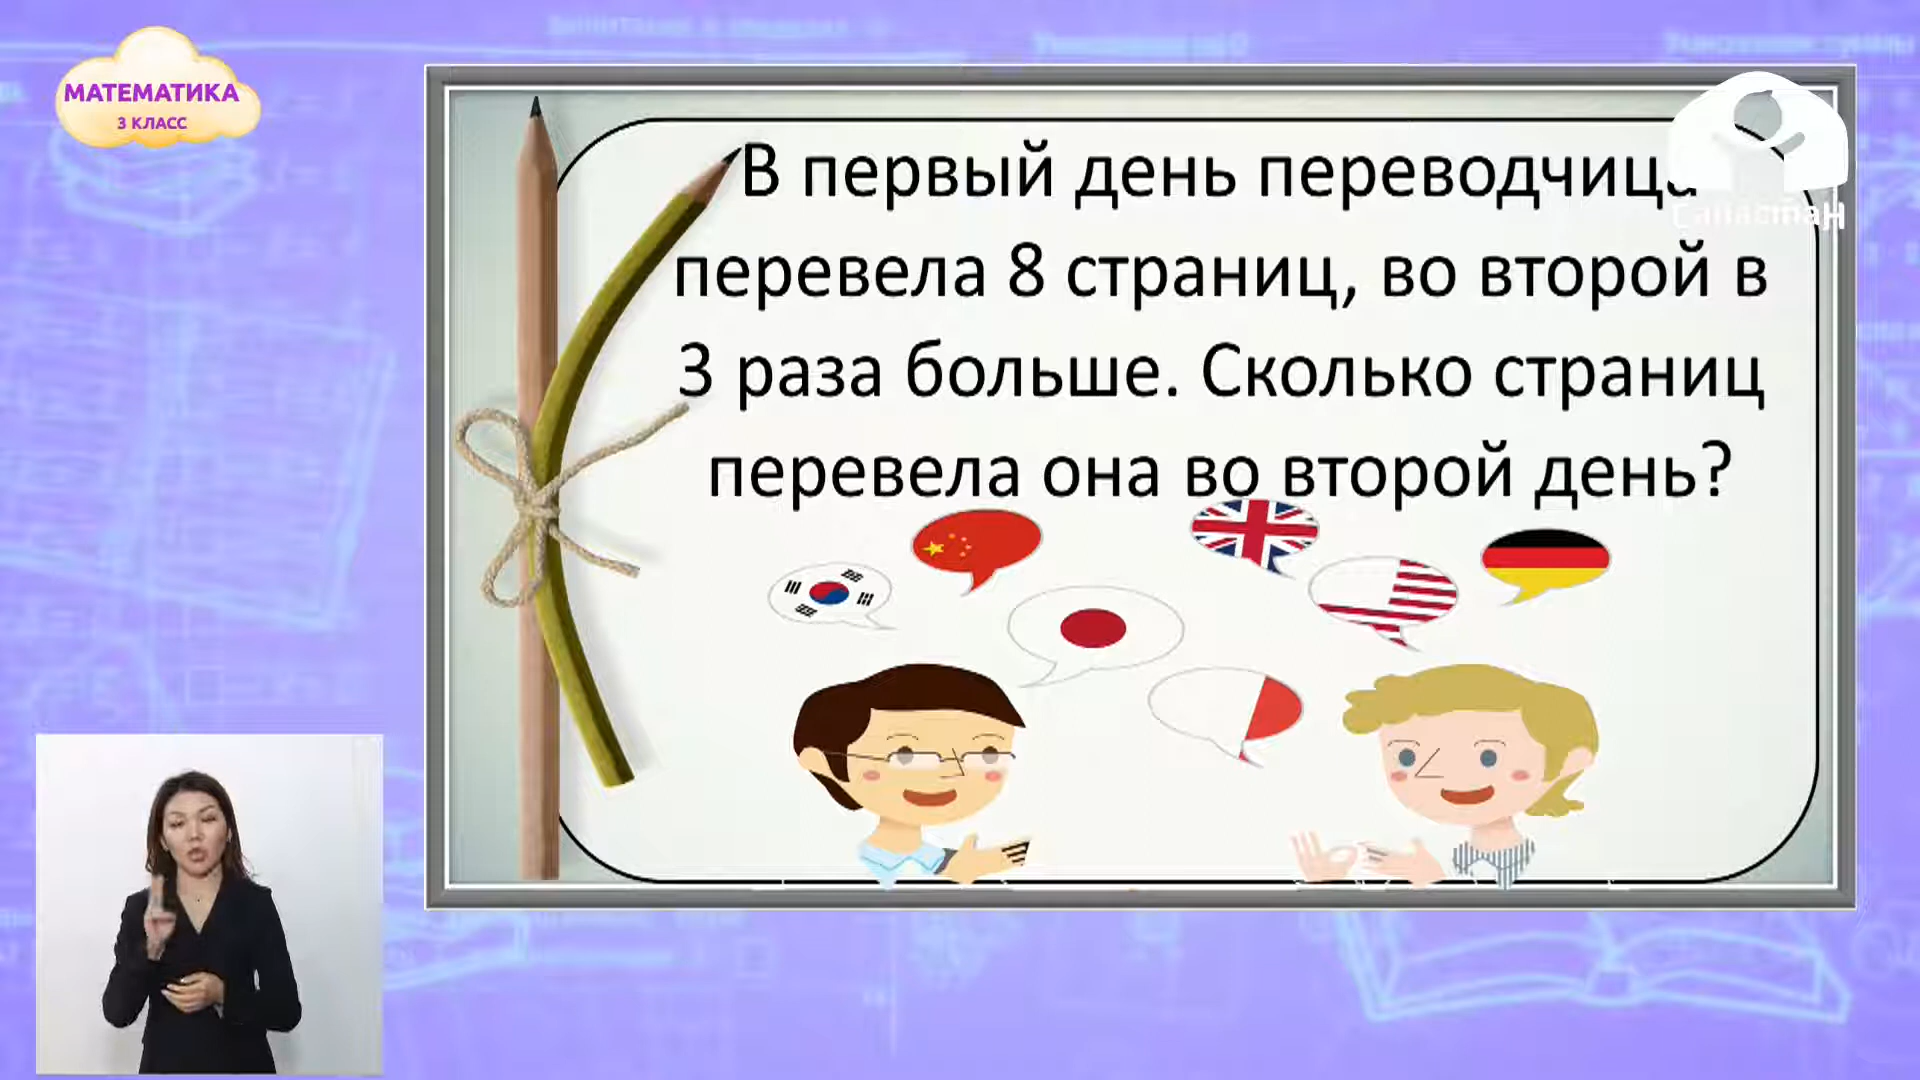 МАТЕМАТИКА
3 КЛАСС
В первый день переводчица
перевела 8 страниц, во второй в
3 раза больше. Сколько страниц
перевела она во второй день?
Сапастан